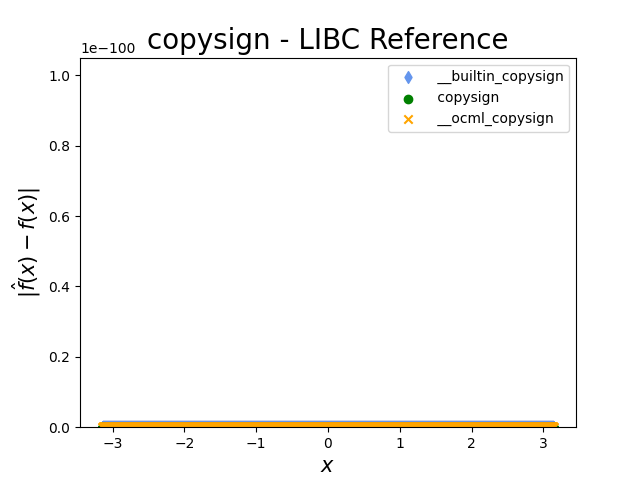 copysign - LIBC Reference
1e−100
1.0
0.8
0.6
0.4
0.2
0.0
|f̂(x) − f(x)|
__builtin_copysign
copysign
__ocml_copysign
−3
−2
−1
0
1
2
3
x